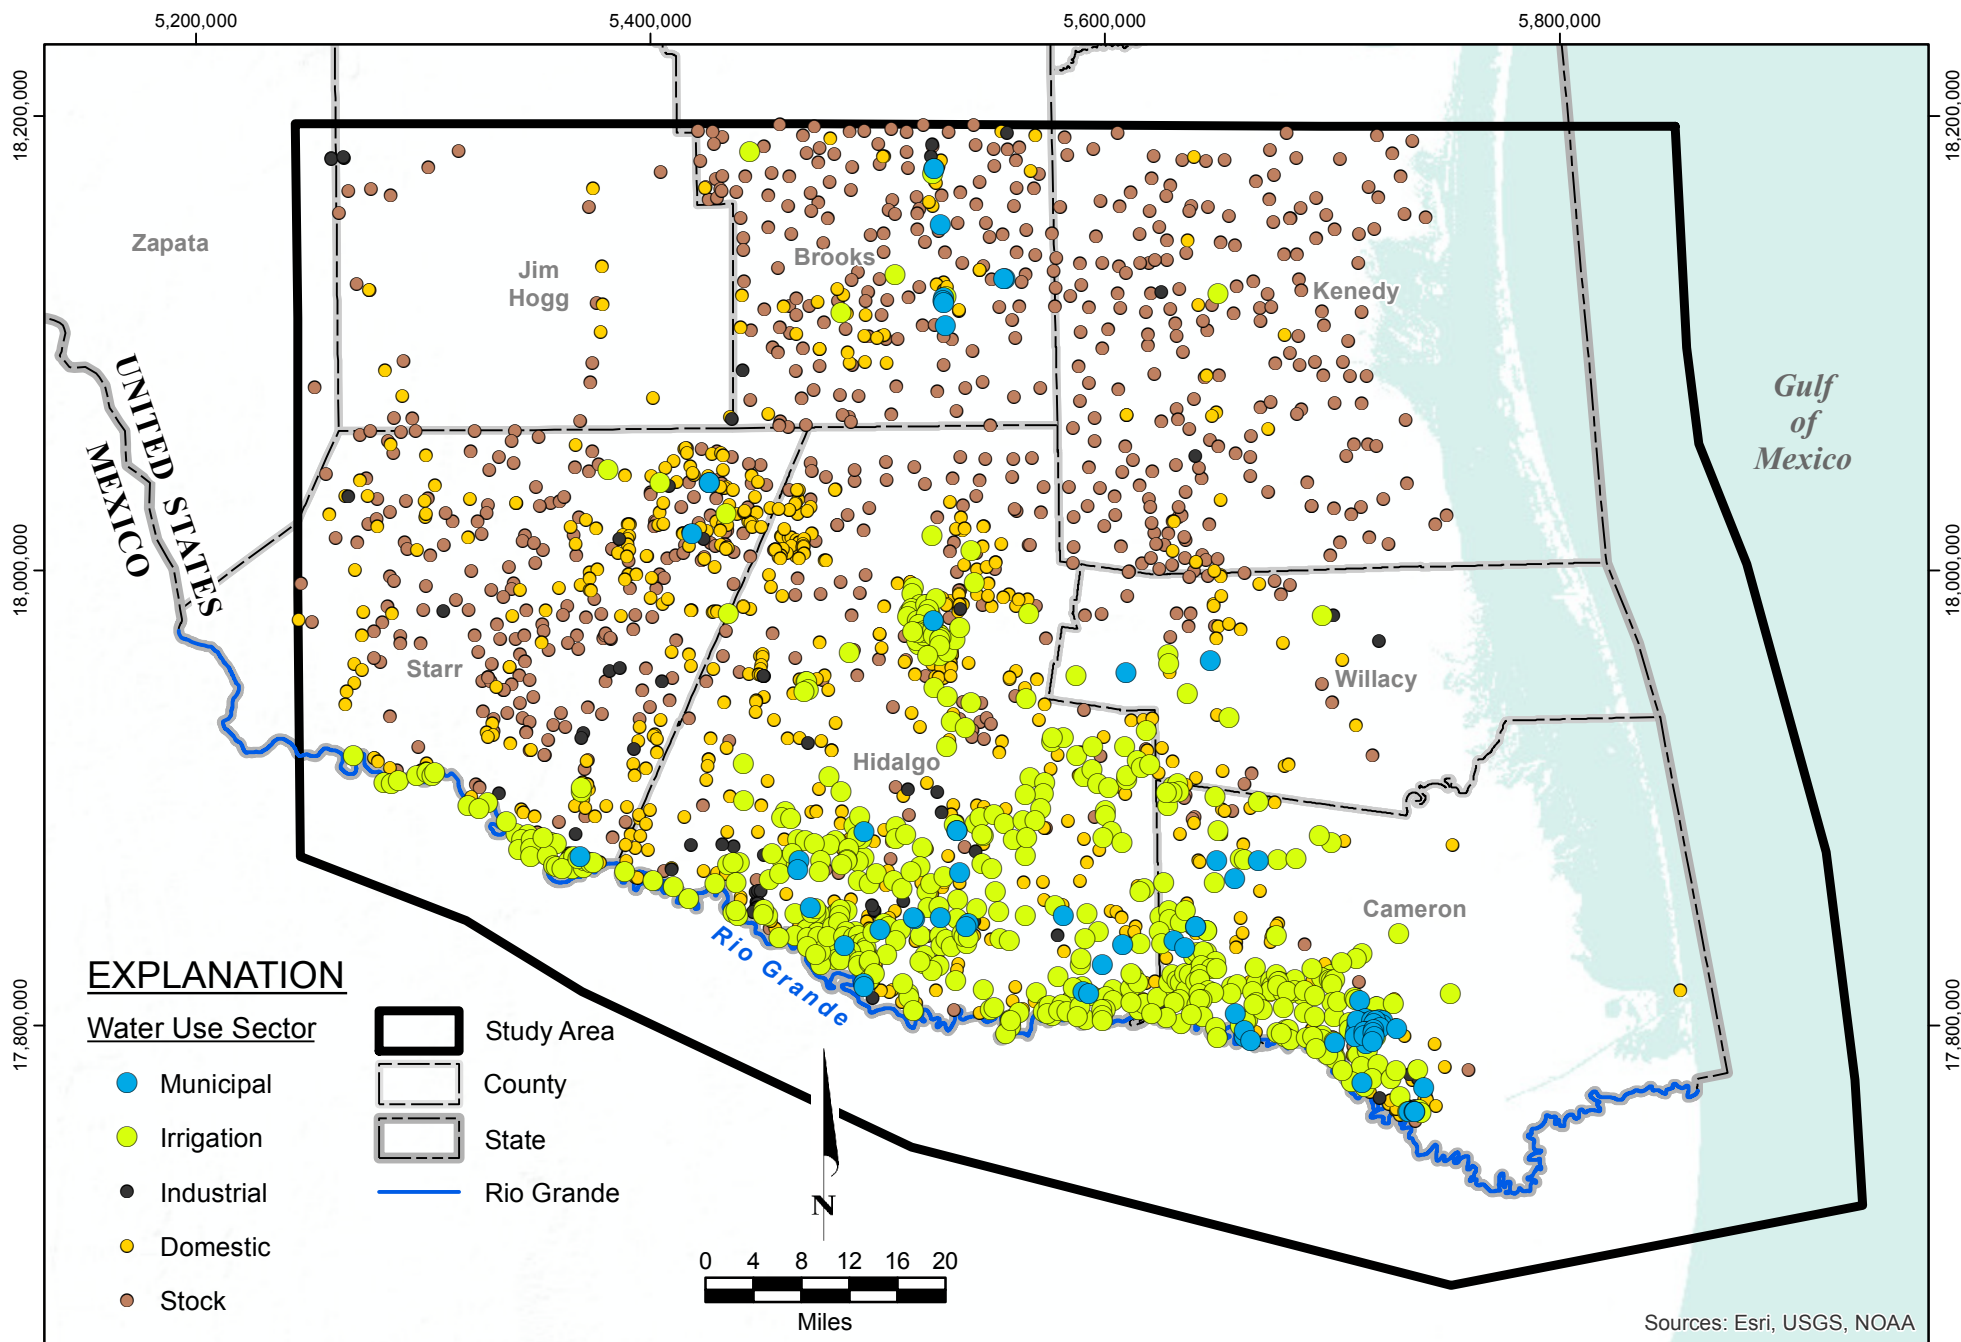 5,200,000
5,400,000
5,600,000
5,800,000
18,200,000
18,200,000
Zapata
Jim
Hogg
Brooks
Kenedy
UNITED STATES
MEXICO
Gulf
of
Mexico
18,000,000
18,000,000
Starr
Willacy
Hidalgo
Cameron
Rio Grande
17,800,000
17,800,000
EXPLANATION
Water Use Sector
Municipal
Irrigation
Industrial
Domestic
Stock
Study Area
County
State
Rio Grande
N
0 4 8 12 16 20
Miles
Sources: Esri, USGS, NOAA